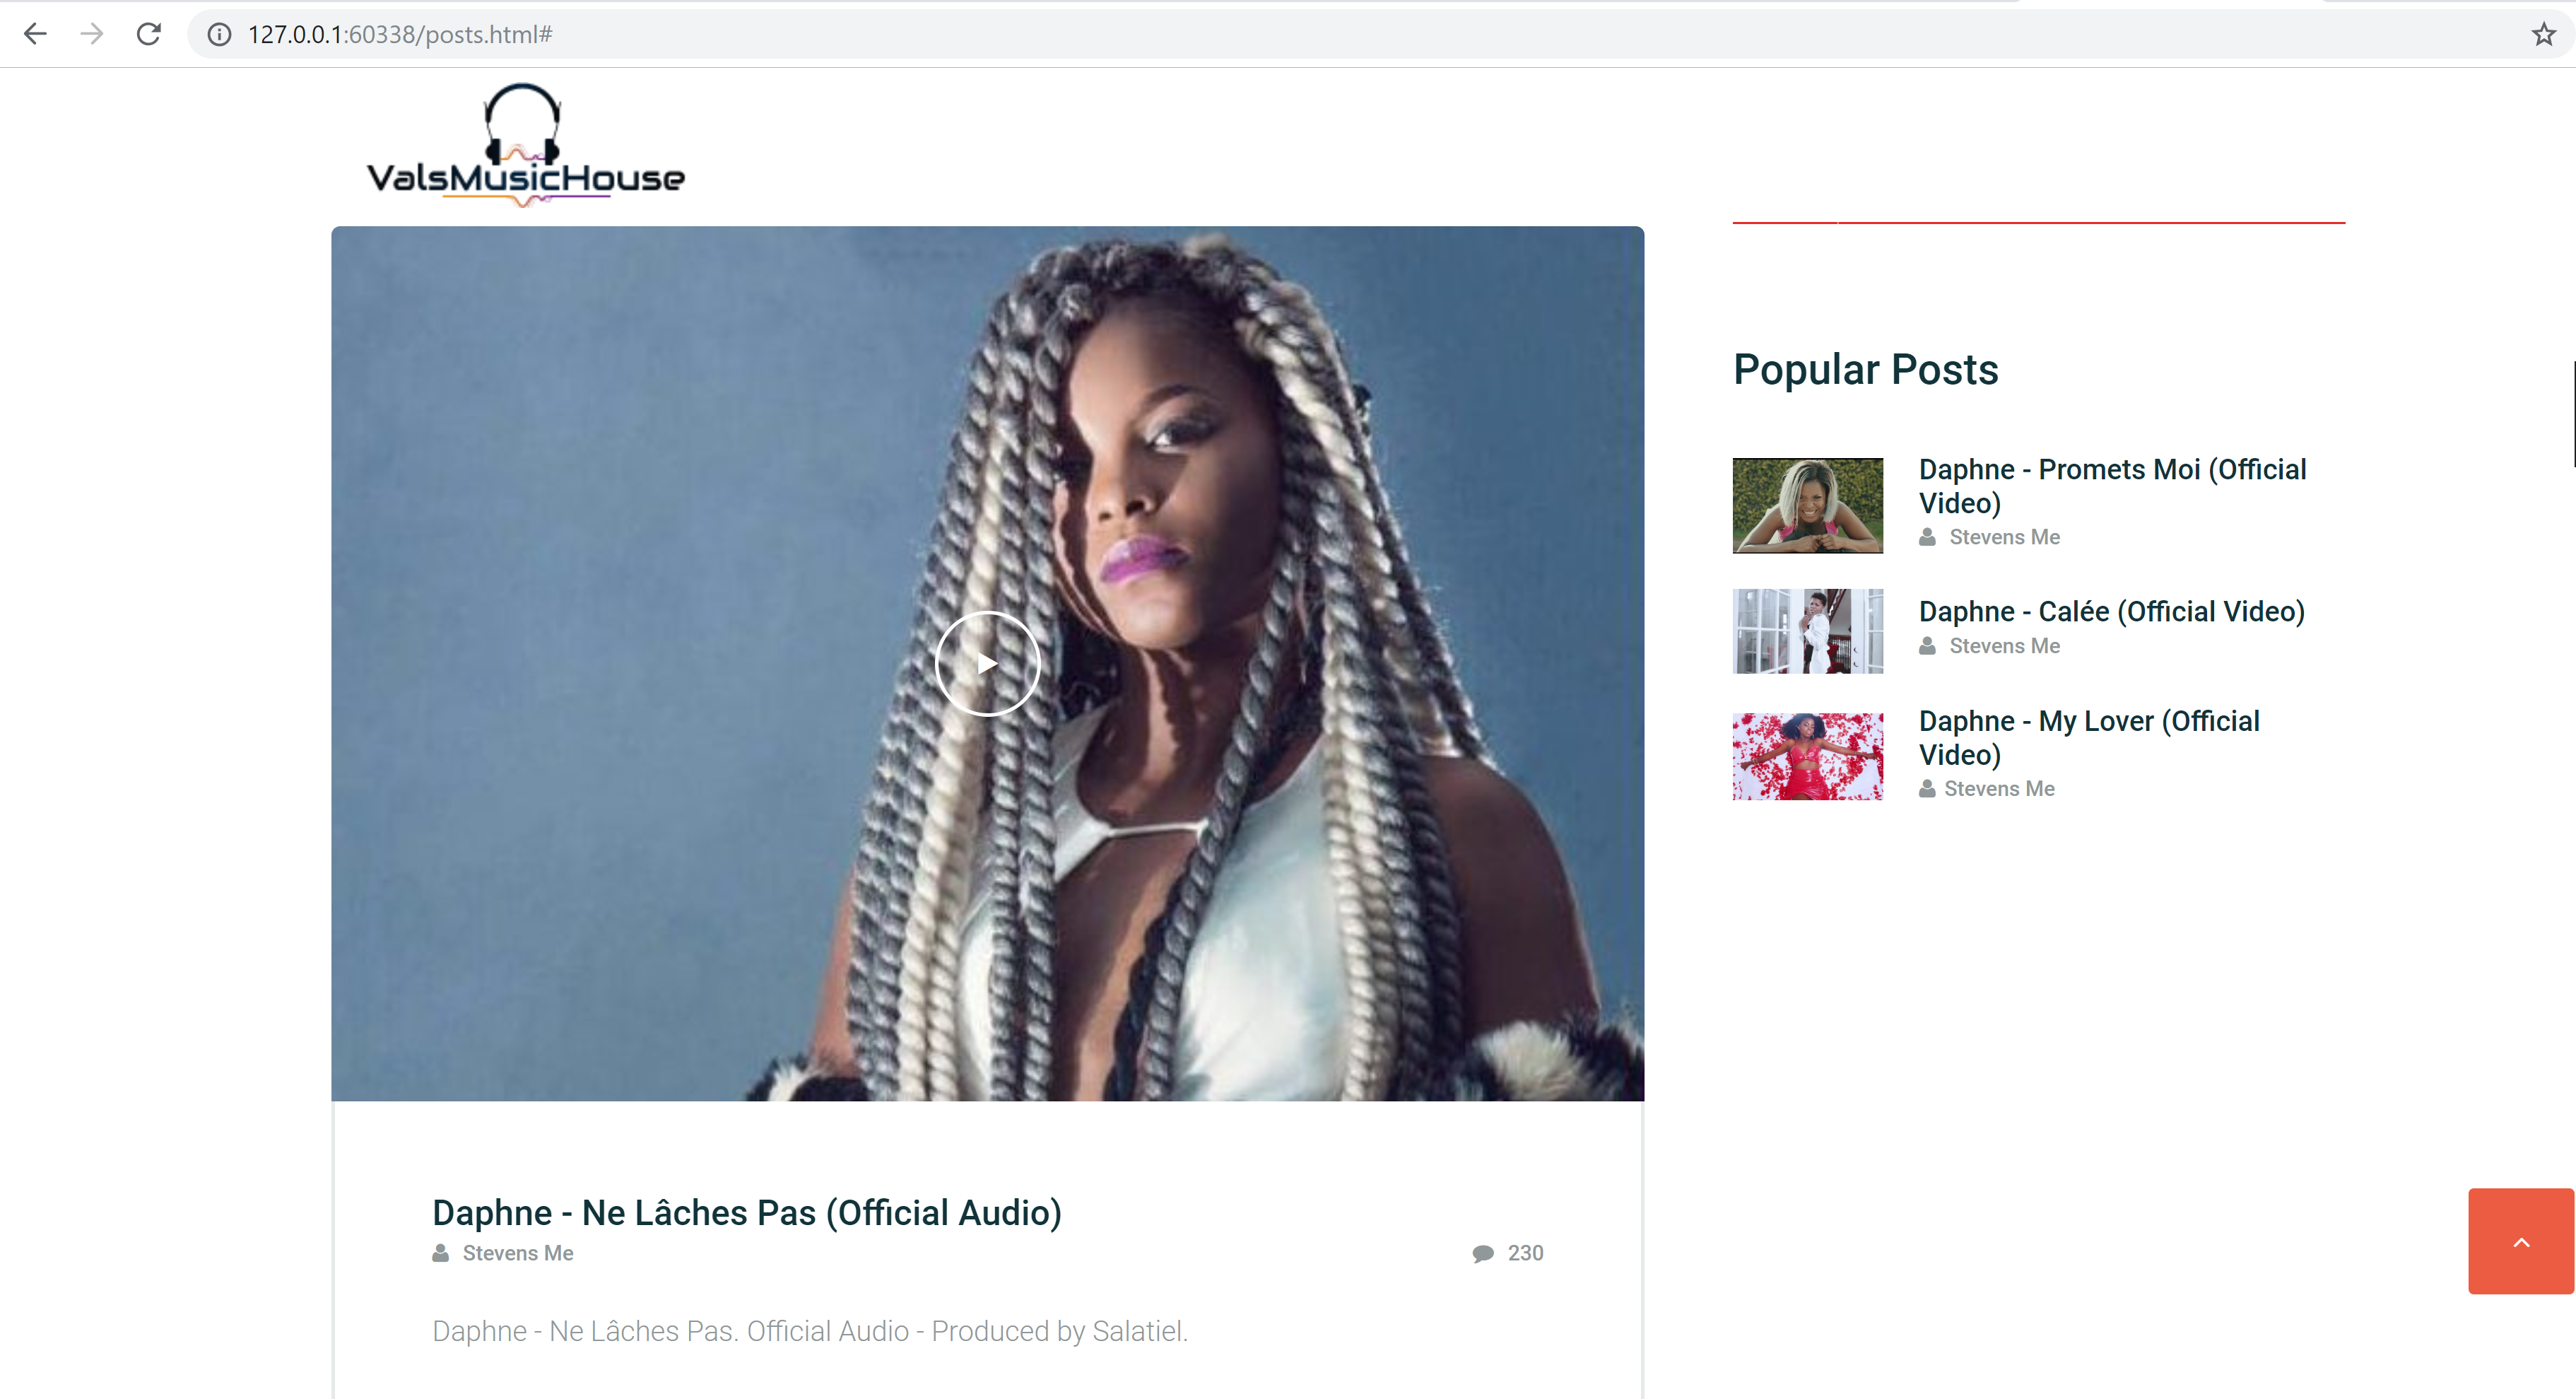 127.0.0.1:60338/posts.html#
ValsMusicHouse
Popular Posts
Daphne - Promets Moi (Official
Video)
Stevens Me
Daphne - Calée (Official Video)
Stevens Me
Daphne - My Lover (Official
Video)
Stevens Me
Daphne - Ne Lâches Pas (Official Audio)
Stevens Me
230
Daphne - Ne Lâches Pas. Official Audio - Produced by Salatiel.